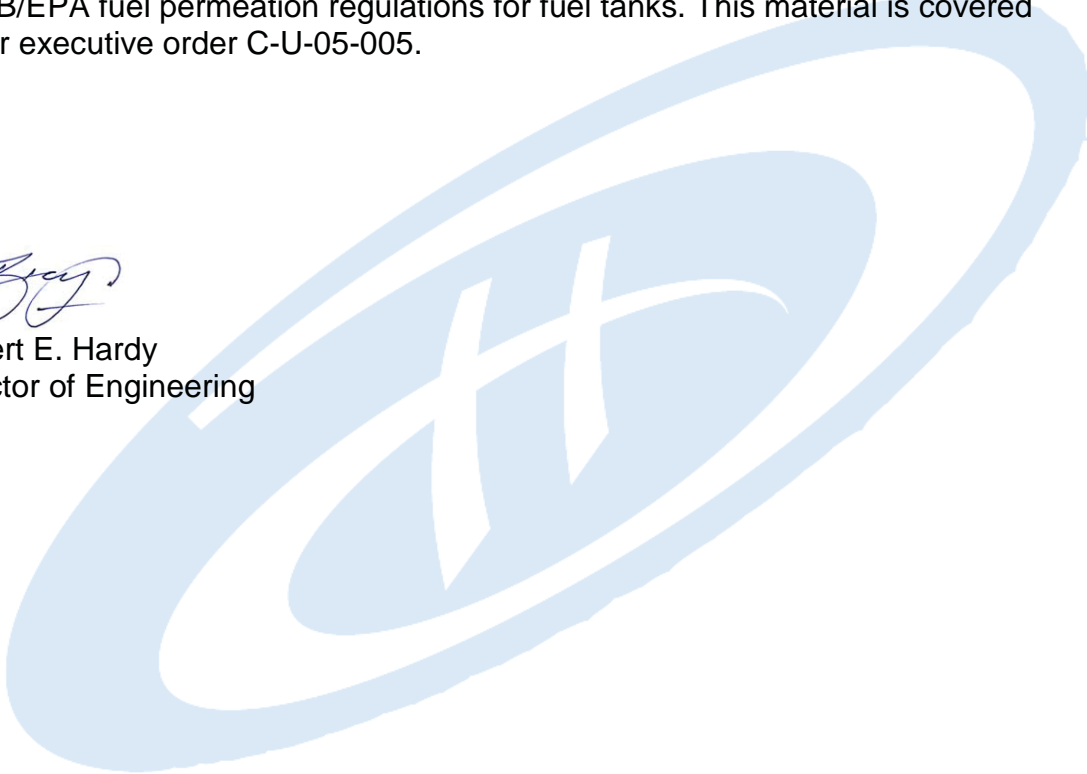 B/EPA fuel permeation regulations for fuel tanks. This material is covered
r executive order C-U-05-005.
ert E. Hardy
ctor of Engineering